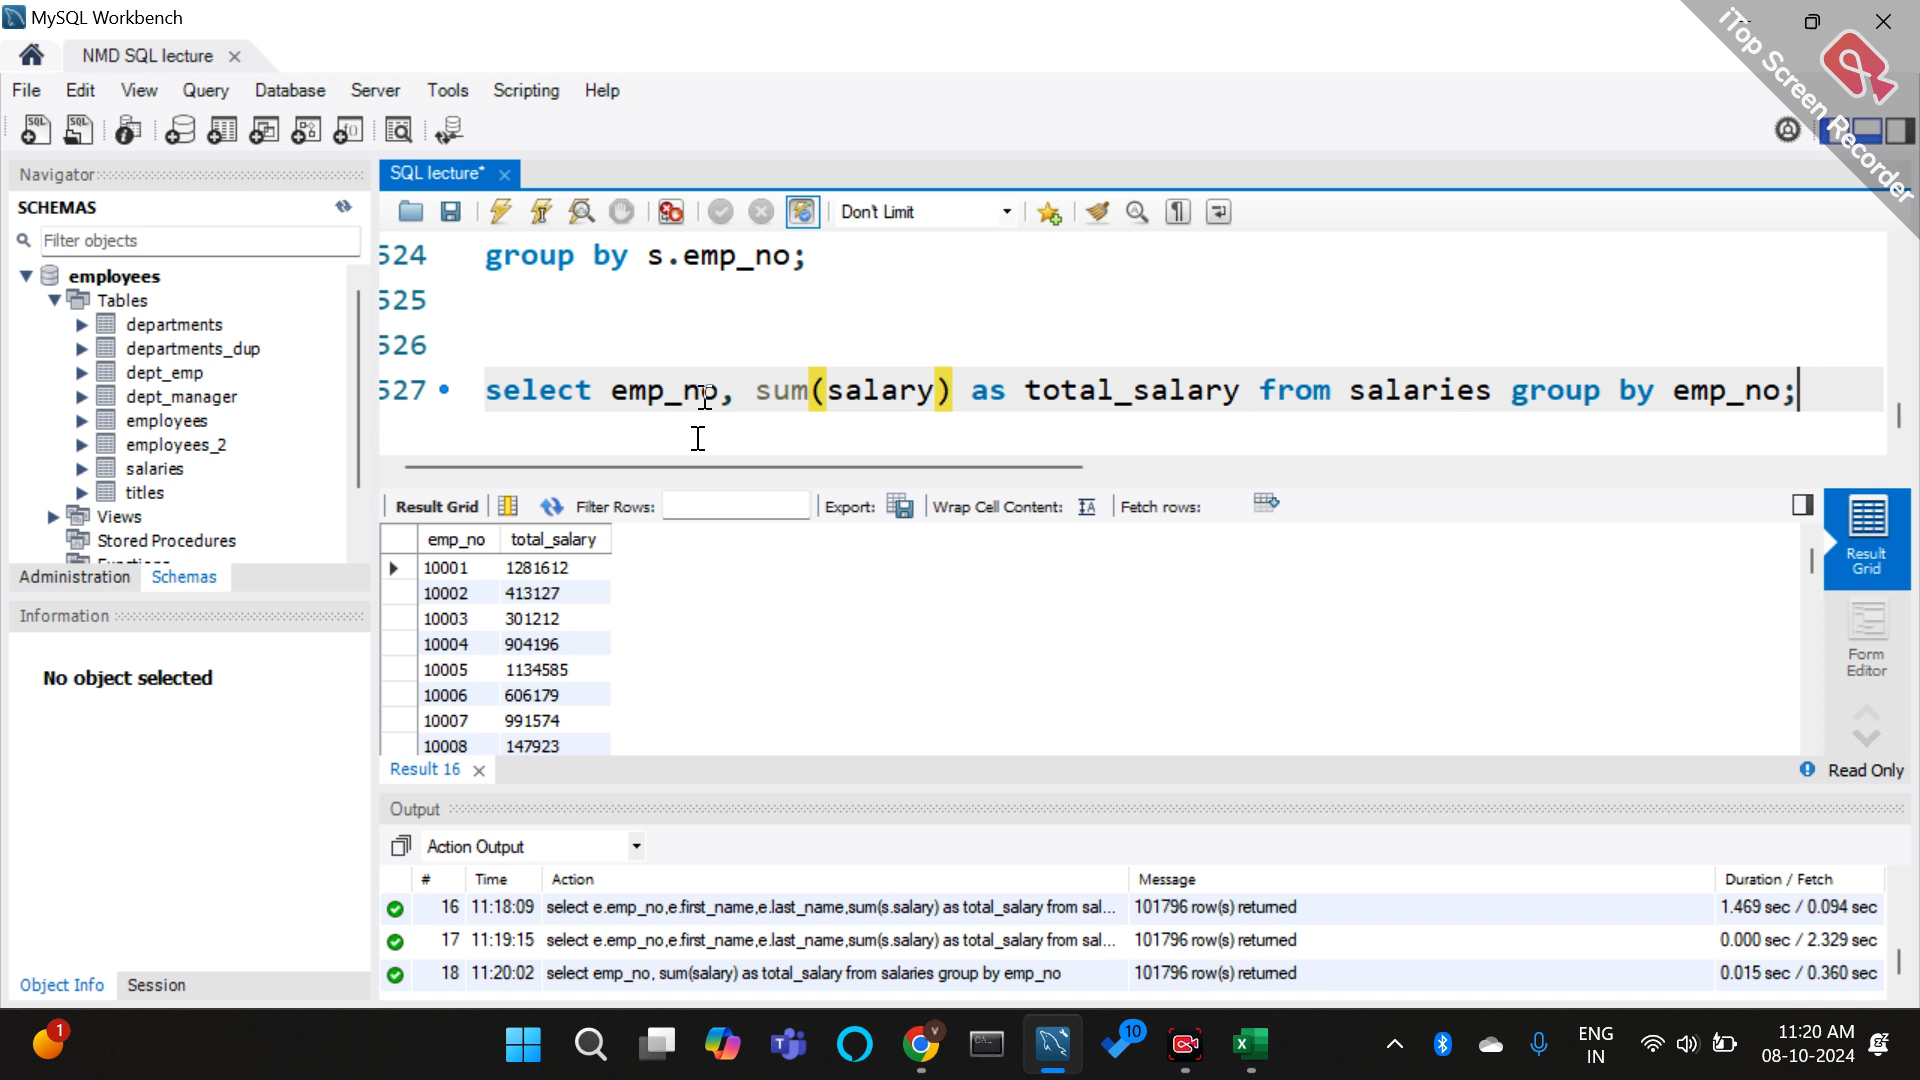 MySQL Workbench
iTop Screen Recorder
NMD SQL lecture
File Edit View Query Database Server Tools Scripting Help
Navigator
SCHEMAS
Filter objects
employees
Tables
departments
departments_dup
dept_emp
dept_manager
employees
employees_2
salaries
titles
Views
Stored Procedures
Administration Schemas
Information
No object selected
Object Info Session
SQL lecture*
Don't Limit
524 group by s.emp_no;
525
526
527 select emp_no, sum(salary) as total_salary from salaries group by emp_no;
Result Grid Filter Rows: Export: Wrap Cell Content: Fetch rows:
emp_no total_salary
10001 1281612
10002 413127
10003 301212
10004 904196
10005 1134585
10006 606179
10007 991574
10008 147923
Result Grid
Form Editor
Result 16
Read Only
Output
Action Output
# Time Action Message Duration / Fetch
16 11:18:09 select e.emp_no,e.first_name,e.last_name,sum(s.salary) as total_salary from sal... 101796 row(s) returned 1.469 sec / 0.094 sec
17 11:19:15 select e.emp_no,e.first_name,e.last_name,sum(s.salary) as total_salary from sal... 101796 row(s) returned 0.000 sec / 2.329 sec
18 11:20:02 select emp_no, sum(salary) as total_salary from salaries group by emp_no 101796 row(s) returned 0.015 sec / 0.360 sec
1
10
ENG
IN
11:20 AM
08-10-2024